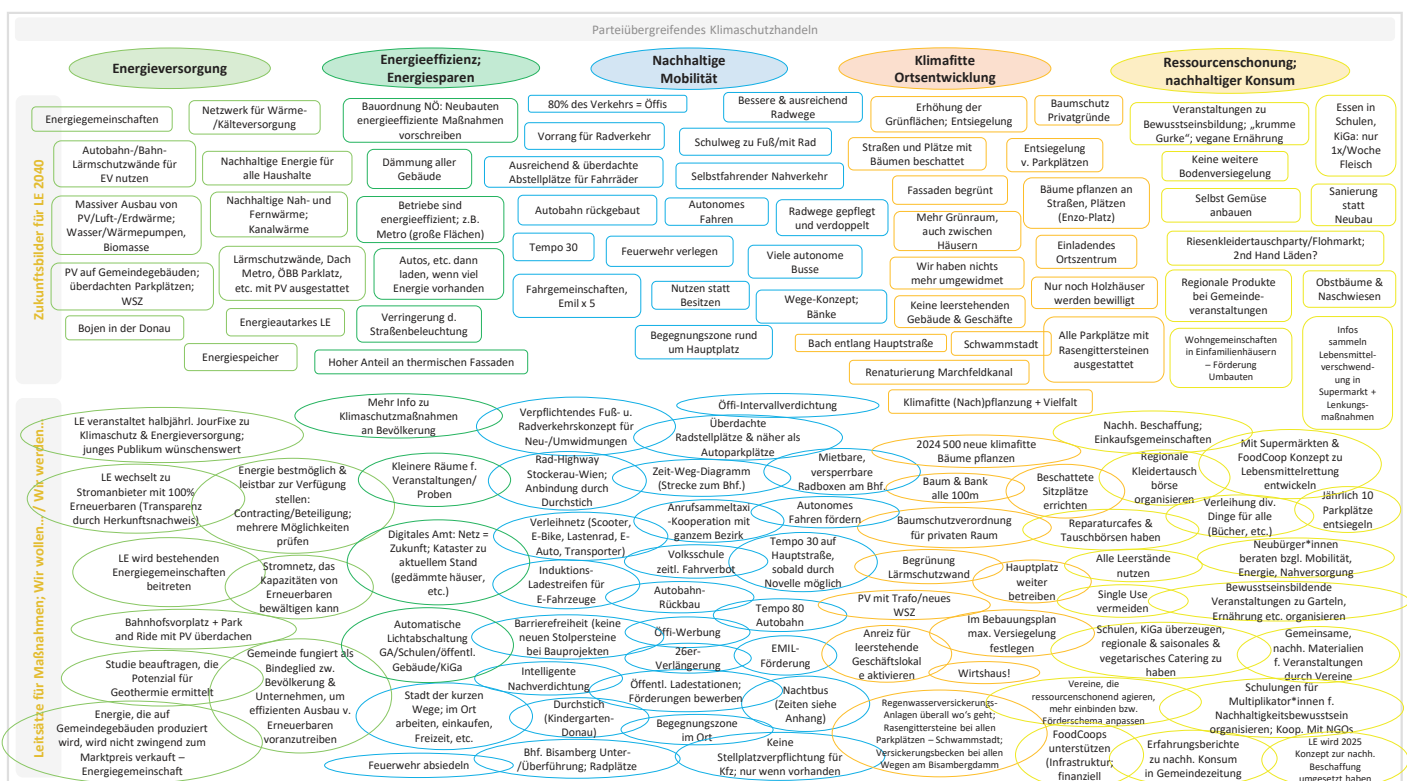 Parteiübergreifendes Klimaschutzhandeln
Energieversorgung
Energieeffizienz;
Energiesparen
Nachhaltige
Mobilität
Klimafitte
Ortsentwicklung
Ressourcenschonung;
nachhaltiger Konsum
Zukunftsbilder für LE 2040
Energiegemeinschaften
Netzwerk für Wärme-
/Kälteversorgung
Autobahn-/Bahn-
Lärmschutzwände für
EV nutzen
Nachhaltige Energie für
alle Haushalte
Massiver Ausbau von
PV/Luft-/Erdwärme;
Wasser/Wärmepumpen,
Biomasse
Nachhaltige Nah- und
Fernwärme;
Kanalwärme
PV auf Gemeindegebäuden;
überdachten Parkplätzen;
WSZ
Lärmschutzwände, Dach
Metro, ÖBB Parklatz,
etc. mit PV ausgestattet
Bojen in der Donau
Energieautarkes LE
Energiespeicher
Bauordnung NÖ: Neubauten
energieeffiziente Maßnahmen
vorschreiben
Dämmung aller
Gebäude
Betriebe sind
energieeffizient; z.B.
Metro (große Flächen)
Autos, etc. dann
laden, wenn viel
Energie vorhanden
Verringerung d.
Straßenbeleuchtung
Hoher Anteil an thermischen Fassaden
80% des Verkehrs = Öffis
Bessere & ausreichend
Radwege
Vorrang für Radverkehr
Schulweg zu Fuß/mit Rad
Ausreichend & überdachte
Abstellplätze für Fahrräder
Selbstfahrender Nahverkehr
Autobahn rückgebaut
Autonomes
Fahren
Radwege gepflegt
und verdoppelt
Tempo 30
Feuerwehr verlegen
Viele autonome
Busse
Fahrgemeinschaften,
Emil x 5
Nutzen statt
Besitzen
Wege-Konzept;
Bänke
Begegnungszone rund
um Hauptplatz
Erhöhung der
Grünflächen; Entsiegelung
Baumschutz
Privatgründe
Straßen und Plätze mit
Bäumen beschattet
Entsiegelung
v. Parkplätzen
Fassaden begrünt
Bäume pflanzen an
Straßen, Plätzen
(Enzo-Platz)
Mehr Grünraum,
auch zwischen
Häusern
Einladendes
Ortszentrum
Wir haben nichts
mehr umgewidmet
Nur noch Holzhäuser
werden bewilligt
Keine leerstehenden
Gebäude & Geschäfte
Bach entlang Hauptstraße
Schwammstadt
Alle Parkplätze mit
Rasengittersteinen
ausgestattet
Renaturierung Marchfeldkanal
Klimafitte (Nach)pflanzung + Vielfalt
Veranstaltungen zu
Bewusstseinsbildung; „krumme
Gurke“; vegane Ernährung
Essen in
Schulen,
KiGa: nur
1x/Woche
Fleisch
Keine weitere
Bodenversiegelung
Selbst Gemüse
anbauen
Sanierung
statt
Neubau
Riesenkleidertauschparty/Flohmarkt;
2nd Hand Läden?
Regionale Produkte
bei Gemeinde-
veranstaltungen
Obstbäume &
Naschwiesen
Wohngemeinschaften
in Einfamilienhäusern
– Förderung
Umbauten
Infos
sammeln
Lebensmittel-
verschwend-
ung in
Supermarkt +
Lenkungs-
maßnahmen
Leitsätze für Maßnahmen; Wir wollen… / Wir werden…
LE veranstaltet halbjährl. JourFixe zu
Klimaschutz & Energieversorgung;
junges Publikum wünschenswert
LE wechselt zu
Stromanbieter mit 100%
Erneuerbaren (Transparenz
durch Herkunftsnachweis)
Energie bestmöglich &
leistbar zur Verfügung
stellen:
Contracting/Beteiligung;
mehrere Möglichkeiten
prüfen
LE wird bestehenden
Energiegemeinschaften
beitreten
Stromnetz, das
Kapazitäten von
Erneuerbaren
bewältigen kann
Bahnhofsvorplatz + Park
and Ride mit PV überdachen
Studie beauftragen, die
Potenzial für
Geothermie ermittelt
Gemeinde fungiert als
Bindeglied zw.
Bevölkerung &
Unternehmen, um
effizienten Ausbau v.
Erneuerbaren
voranzutreiben
Energie, die auf
Gemeindegebäuden produziert
wird, wird nicht zwingend zum
Marktpreis verkauft –
Energiegemeinschaft
Mehr Info zu
Klimaschutzmaßnahmen
an Bevölkerung
Kleinere Räume f.
Veranstaltungen/
Proben
Digitales Amt: Netz =
Zukunft; Kataster zu
aktuellem Stand
(gedämmte häuser,
etc.)
Automatische
Lichtabschaltung
GA/Schulen/öffentl.
Gebäude/KiGa
Stadt der kurzen
Wege; im Ort
arbeiten, einkaufen,
Freizeit, etc.
Feuerwehr absiedeln
Verpflichtendes Fuß- u.
Radverkehrskonzept für
Neu-/Umwidmungen
Öffi-Intervallverdichtung
Überdachte
Radstellplätze & näher als
Autoparkplätze
Rad-Highway
Stockerau-Wien;
Anbindung durch
Durchstich
Zeit-Weg-Diagramm
(Strecke zum Bhf.)
Mietbare,
versperrbare
Radboxen am Bhf.
Verleihnetz (Scooter,
E-Bike, Lastenrad, E-
Auto, Transporter)
Anrufsammeltaxi
-Kooperation mit
ganzem Bezirk
Autonomes
Fahren fördern
Induktions-
Ladestreifen für
E-Fahrzeuge
Volksschule
zeitl. Fahrverbot
Tempo 30 auf
Hauptstraße,
sobald durch
Novelle möglich
Autobahn-
Rückbau
Tempo 80
Autobahn
Barrierefreiheit (keine
neuen Stolpersteine
bei Bauprojekten
Öffi-Werbung
26er-
Verlängerung
EMIL-
Förderung
Intelligente
Nachverdichtung
Öffentl. Ladestationen;
Förderungen bewerben
Nachtbus
(Zeiten siehe
Anhang)
Durchstich
(Kindergarten-
Donau)
Begegnungszone
im Ort
Bhf. Bisamberg Unter-
/Überführung; Radplätze
Keine
Stellplatzverpflichtung für
Kfz; nur wenn vorhanden
2024 500 neue klimafitte
Bäume pflanzen
Baum & Bank
alle 100m
Beschattete
Sitzplätze
errichten
Baumschutzverordnung
für privaten Raum
Begrünung
Lärmschutzwand
Hauptplatz
weiter
betreiben
PV mit Trafo/neues
WSZ
Im Bebauungsplan
max. Versiegelung
festlegen
Anreiz für
leerstehende
Geschäftslokal
e aktivieren
Wirtshaus!
Regenwasserversickerungs-
Anlagen überall wo's geht;
Rasengittersteine bei allen
Parkplätzen – Schwammstadt;
Versickerungsbecken bei allen
Wegen am Bisambergdamm
Nachh. Beschaffung;
Einkaufsgemeinschaften
Regionale
Kleidertausch
börse
organisieren
Mit Supermärkten &
FoodCoop Konzept zu
Lebensmittelrettung
entwickeln
Verleihung div.
Dinge für alle
(Bücher, etc.)
Jährlich 10
Parkplätze
entsiegeln
Reparaturcafes &
Tauschbörsen haben
Alle Leerstände
nutzen
Neubürger*innen
beraten bzgl. Mobilität,
Energie, Nahversorgung
Single Use
vermeiden
Bewusstseinsbildende
Veranstaltungen zu Garteln,
Ernährung etc. organisieren
Schulen, KiGa überzeugen,
regionale & saisonales &
vegetarisches Catering zu
haben
Gemeinsame,
nachh. Materialien
f. Veranstaltungen
durch Vereine
Vereine, die
ressourcenschonend agieren,
mehr einbinden bzw.
Förderschema anpassen
Schulungen für
Multiplikator*innen f.
Nachhaltigkeitsbewusstsein
organisieren; Koop. Mit NGOs
FoodCoops
unterstützen
(Infrastruktur;
finanziell
Erfahrungsberichte
zu nachh. Konsum
in Gemeindezeitung
LE wird 2025
Konzept zur nachh.
Beschaffung
umgesetzt haben